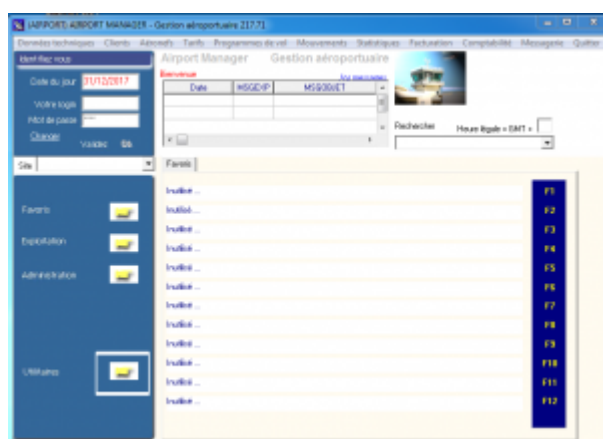 (AIRPORT) AIRPORT MANAGER - Gestion aéroportuaire 217.71
Données techniques Clients Aéronefs Tarifs Programmes de vol Mouvements Statistiques Facturation Comptabilité Messagerie Quitter
Identifiez vous
Airport Manager Gestion aéroportuaire
Bienvenue
Date du jour 31/12/2017
Date MSGEXP MSGOBJET
Votre login
Mot de passe
Changer
Validez
Rechercher
Heure légale = GMT +
Site
Favoris
Inutilisé ... F1
Favoris
Inutilisé ... F2
Inutilisé ... F3
Exploitation
Inutilisé ... F4
Inutilisé ... F5
Administration
Inutilisé ... F6
Inutilisé ... F7
Inutilisé ... F8
Inutilisé ... F9
Inutilisé ... F10
Utilitaires
Inutilisé ... F11
Inutilisé ... F12